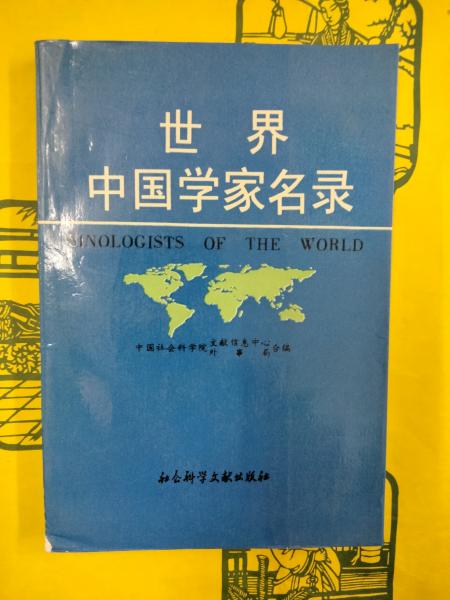 世界
中国学家名录
SINOLOGISTS OF THE WORLD
中国社会科学院文献信息中心
外事局合编
社会科学文献出版社